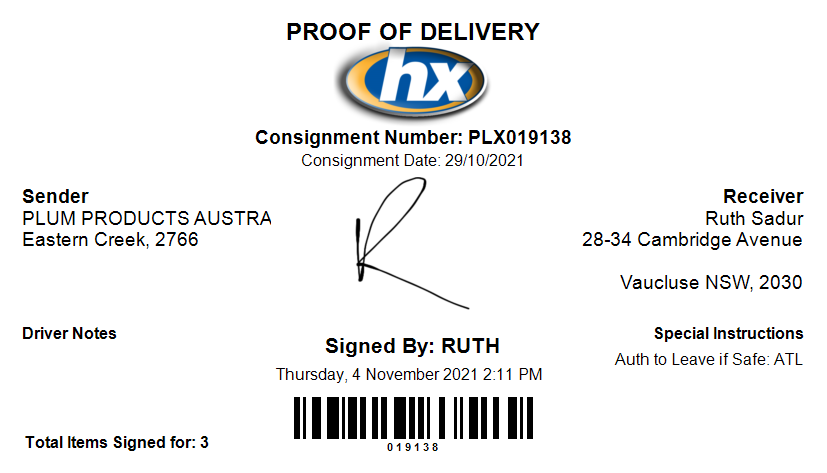 PROOF OF DELIVERY
hx
Consignment Number: PLX019138
Consignment Date: 29/10/2021
Sender
PLUM PRODUCTS AUSTRA
Eastern Creek, 2766
Receiver
Ruth Sadur
28-34 Cambridge Avenue
Vaucluse NSW, 2030
R
Driver Notes
Signed By: RUTH
Thursday, 4 November 2021 2:11 PM
Special Instructions
Auth to Leave if Safe: ATL
Total Items Signed for: 3
019138